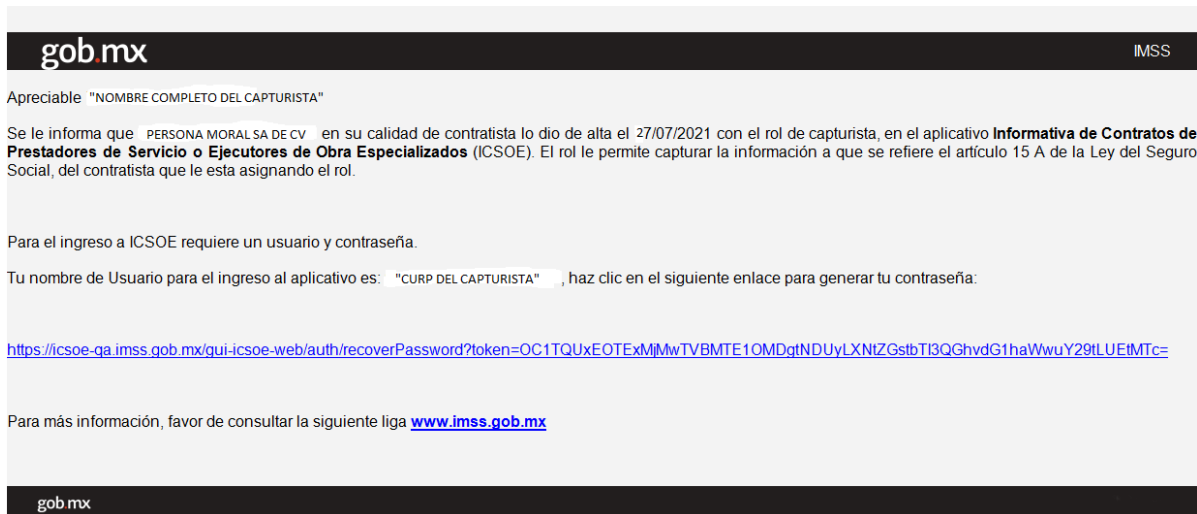 gob.mx IMSS
Apreciable "NOMBRE COMPLETO DEL CAPTURISTA"
Se le informa que PERSONA MORAL SA DE CV en su calidad de contratista lo dio de alta el 27/07/2021 con el rol de capturista, en el aplicativo Informativa de Contratos de
Prestadores de Servicio o Ejecutores de Obra Especializados (ICSOE). El rol le permite capturar la información a que se refiere el artículo 15 A de la Ley del Seguro
Social, del contratista que le esta asignando el rol.
Para el ingreso a ICSOE requiere un usuario y contraseña.
Tu nombre de Usuario para el ingreso al aplicativo es: "CURP DEL CAPTURISTA" , haz clic en el siguiente enlace para generar tu contraseña:
https://icsoe-qa.imss.gob.mx/gui-icsoe-web/auth/recoverPassword?token=OC1TQUxEOTExMjMwTVBMTE1OMDgtNDUyLXNtZGstbTI3QGhvdG1haWwuY29tLUEtMTc=
Para más información, favor de consultar la siguiente liga www.imss.gob.mx
gob.mx